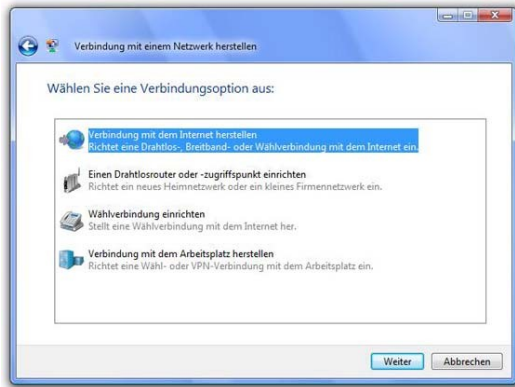 Verbindung mit einem Netzwerk herstellen
Wählen Sie eine Verbindungsoption aus:
Verbindung mit dem Internet herstellen
Richtet eine Drahtlos-, Breitband- oder Wählverbindung mit dem Internet ein.
Einen Drahtlosrouter oder -zugriffspunkt einrichten
Richtet ein neues Heimnetzwerk oder ein kleines Firmennetzwerk ein.
Wählverbindung einrichten
Stellt eine Wählverbindung mit dem Internet her.
Verbindung mit dem Arbeitsplatz herstellen
Richtet eine Wähl- oder VPN-Verbindung mit dem Arbeitsplatz ein.
Weiter
Abbrechen